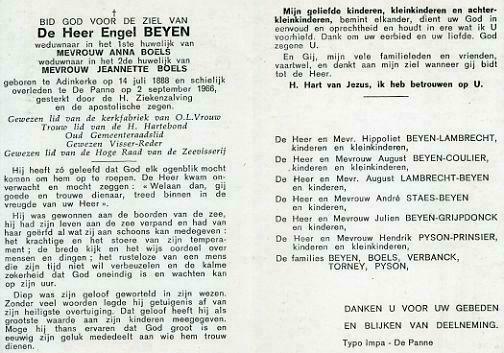 BID GOD VOOR DE ZIEL VAN
De Heer Engel BEYEN
weduwnaar in het 1ste huwelijk van
MEVROUW ANNA BOELS
weduwnaar in het 2de huwelijk van
MEVROUW JEANNETTE BOELS
geboren te Adinkerke op 14 juli 1888 en schielijk
overleden te De Panne op 2 september 1966,
gesterkt door de H. Ziekenzalving
en de apostolische zegen.
Gewezen lid van de kerkfabriek van O.L.Vrouw
Trouw lid van de H. Hartebond
Oud Gemeenteraadslid
Gewezen Visser-Reder
Gewezen lid van de Hoge Raad van de Zeevisserij
Hij heeft zó geleefd dat God elk ogenblik mocht
komen om hem op te roepen. De Heer kwam on-
verwacht en mocht zeggen : « Welaan dan, gij
goede en trouwe dienaar, treed binnen in de
vreugde van uw Heer ».
Hij was gewonnen aan de boorden van de zee,
hij had zijn leven aan de zee verpand en had van
haar geërfd al wat zij aan schoons kan medegeven :
het krachtige en het stoere van zijn tempera-
ment ; de brede kijk en het wijs oordeel over
mensen en dingen ; het rusteloze van een mens
die zijn tijd niet wil verbeuzelen en de kalme
zekerheid dat God oneindig is en wachten kan
op zijn uur.
Diep was zijn geloof geworteld in zijn wezen.
Zonder veel woorden lagde hij getuigenis af van
zijn heiligste overtuiging. Dat geloof heeft hij als
grootste waarde aan zijn kinderen meegegeven.
Moge hij thans ervaren dat God groot is en
eeuwig zijn geluk mededeelt aan wie hem trouw
dienen.
Mijn geliefde kinderen, kleinkinderen en achter-
kleinkinderen, bemint elkander, dient uw God in
eenvoud en oprechtheid en houdt in ere wat ik U
voorhield. Dank om uw eerbied en uw liefde. God
zegene U.
En Gij, mijn vele familieleden en vrienden,
vaartwel, en denkt aan mijn ziel wanneer gij bidt
tot de Heer.
H. Hart van Jezus, ik heb betrouwen op U.
De Heer en Mevr. Hippoliet BEYEN-LAMBRECHT,
kinderen en kleinkinderen,
De Heer en Mevrouw August BEYEN-COULIER,
kinderen en kleinkinderen,
De Heer en Mevr. August LAMBRECHT-BEYEN
en kinderen,
De Heer en Mevrouw André STAES-BEYEN
en kinderen,
De Heer en Mevrouw Julien BEYEN-GRIJPDONCK
en kinderen,
De Heer en Mevrouw Hendrik PYSON-PRINSIER,
kinderen en kleinkinderen,
De families BEYEN, BOELS, VERBANCK,
TORNEY, PYSON,
DANKEN U VOOR UW GEBEDEN
EN BLIJKEN VAN DEELNEMING.
Typo Impa - De Panne